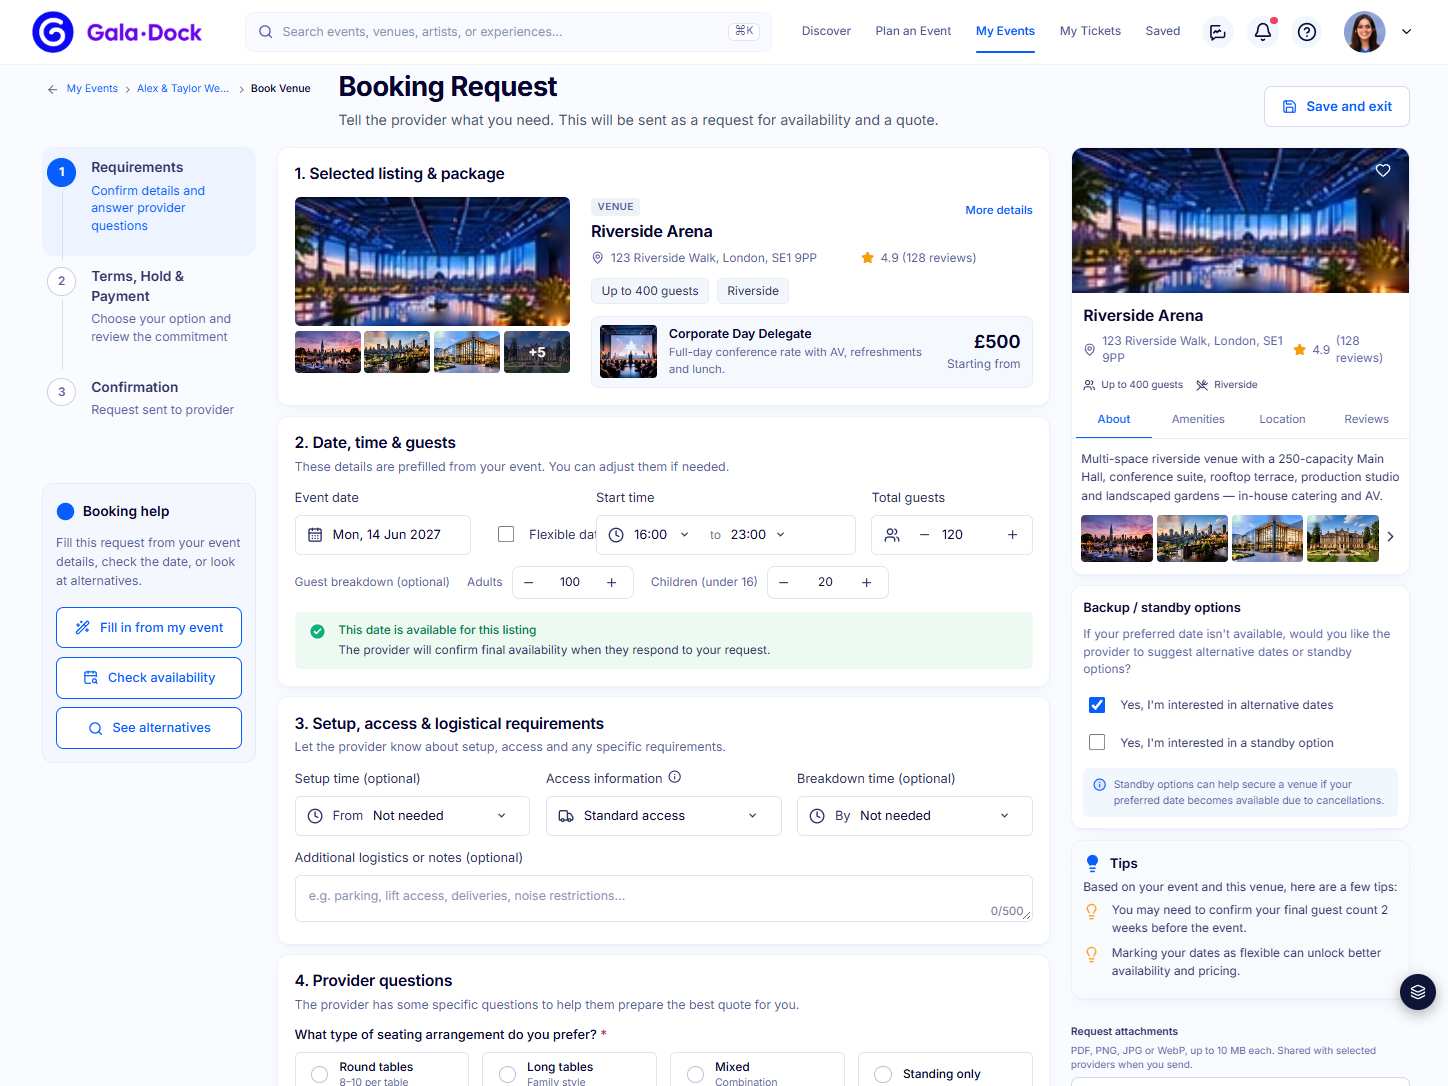 Gala·Dock
Search events, venues, artists, or experiences...
⌘K
Discover
Plan an Event
My Events
My Tickets
Saved
My Events
Alex & Taylor We...
Book Venue
Booking Request
Tell the provider what you need. This will be sent as a request for availability and a quote.
Save and exit
1
Requirements
Confirm details and
answer provider
questions
2
Terms, Hold &
Payment
Choose your option and
review the commitment
3
Confirmation
Request sent to provider
Booking help
Fill this request from your event
details, check the date, or look
at alternatives.
Fill in from my event
Check availability
See alternatives
1. Selected listing & package
+5
VENUE
More details
Riverside Arena
123 Riverside Walk, London, SE1 9PP
4.9 (128 reviews)
Up to 400 guests
Riverside
Corporate Day Delegate
Full-day conference rate with AV, refreshments
and lunch.
£500
Starting from
2. Date, time & guests
These details are prefilled from your event. You can adjust them if needed.
Event date
Start time
Total guests
Mon, 14 Jun 2027
Flexible dat
16:00
to
23:00
120
Guest breakdown (optional)
Adults
100
Children (under 16)
20
This date is available for this listing
The provider will confirm final availability when they respond to your request.
3. Setup, access & logistical requirements
Let the provider know about setup, access and any specific requirements.
Setup time (optional)
Access information
Breakdown time (optional)
From Not needed
Standard access
By Not needed
Additional logistics or notes (optional)
e.g. parking, lift access, deliveries, noise restrictions...
0/500
4. Provider questions
The provider has some specific questions to help them prepare the best quote for you.
What type of seating arrangement do you prefer? *
Round tables
8–10 per table
Long tables
Family style
Mixed
Combination
Standing only
Riverside Arena
123 Riverside Walk, London, SE1
9PP
4.9
(128
reviews)
Up to 400 guests
Riverside
About
Amenities
Location
Reviews
Multi-space riverside venue with a 250-capacity Main
Hall, conference suite, rooftop terrace, production studio
and landscaped gardens — in-house catering and AV.
Backup / standby options
If your preferred date isn't available, would you like the
provider to suggest alternative dates or standby
options?
Yes, I'm interested in alternative dates
Yes, I'm interested in a standby option
Standby options can help secure a venue if your
preferred date becomes available due to cancellations.
Tips
Based on your event and this venue, here are a few tips:
You may need to confirm your final guest count 2
weeks before the event.
Marking your dates as flexible can unlock better
availability and pricing.
Request attachments
PDF, PNG, JPG or WebP, up to 10 MB each. Shared with selected
providers when you send.